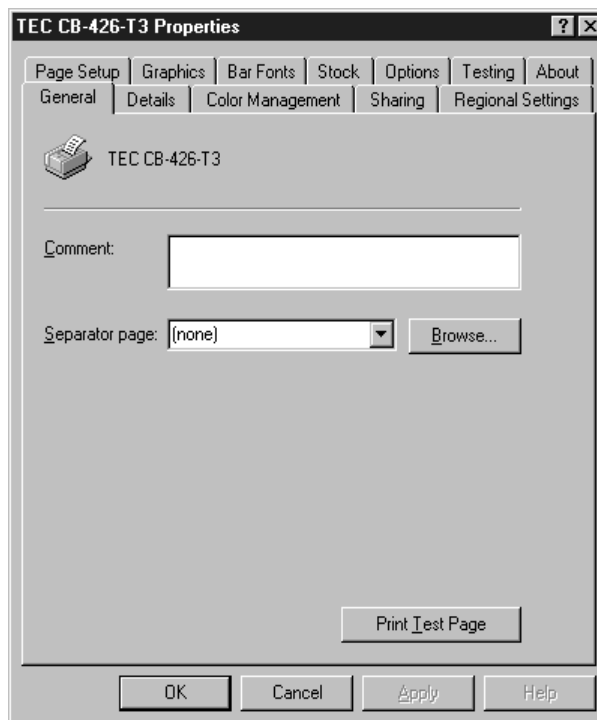 TEC CB-426-T3 Properties
Page Setup Graphics Bar Fonts Stock Options Testing About
General Details Color Management Sharing Regional Settings
TEC CB-426-T3
Comment:
Separator page: (none) Browse...
Print Test Page
OK Cancel Apply Help